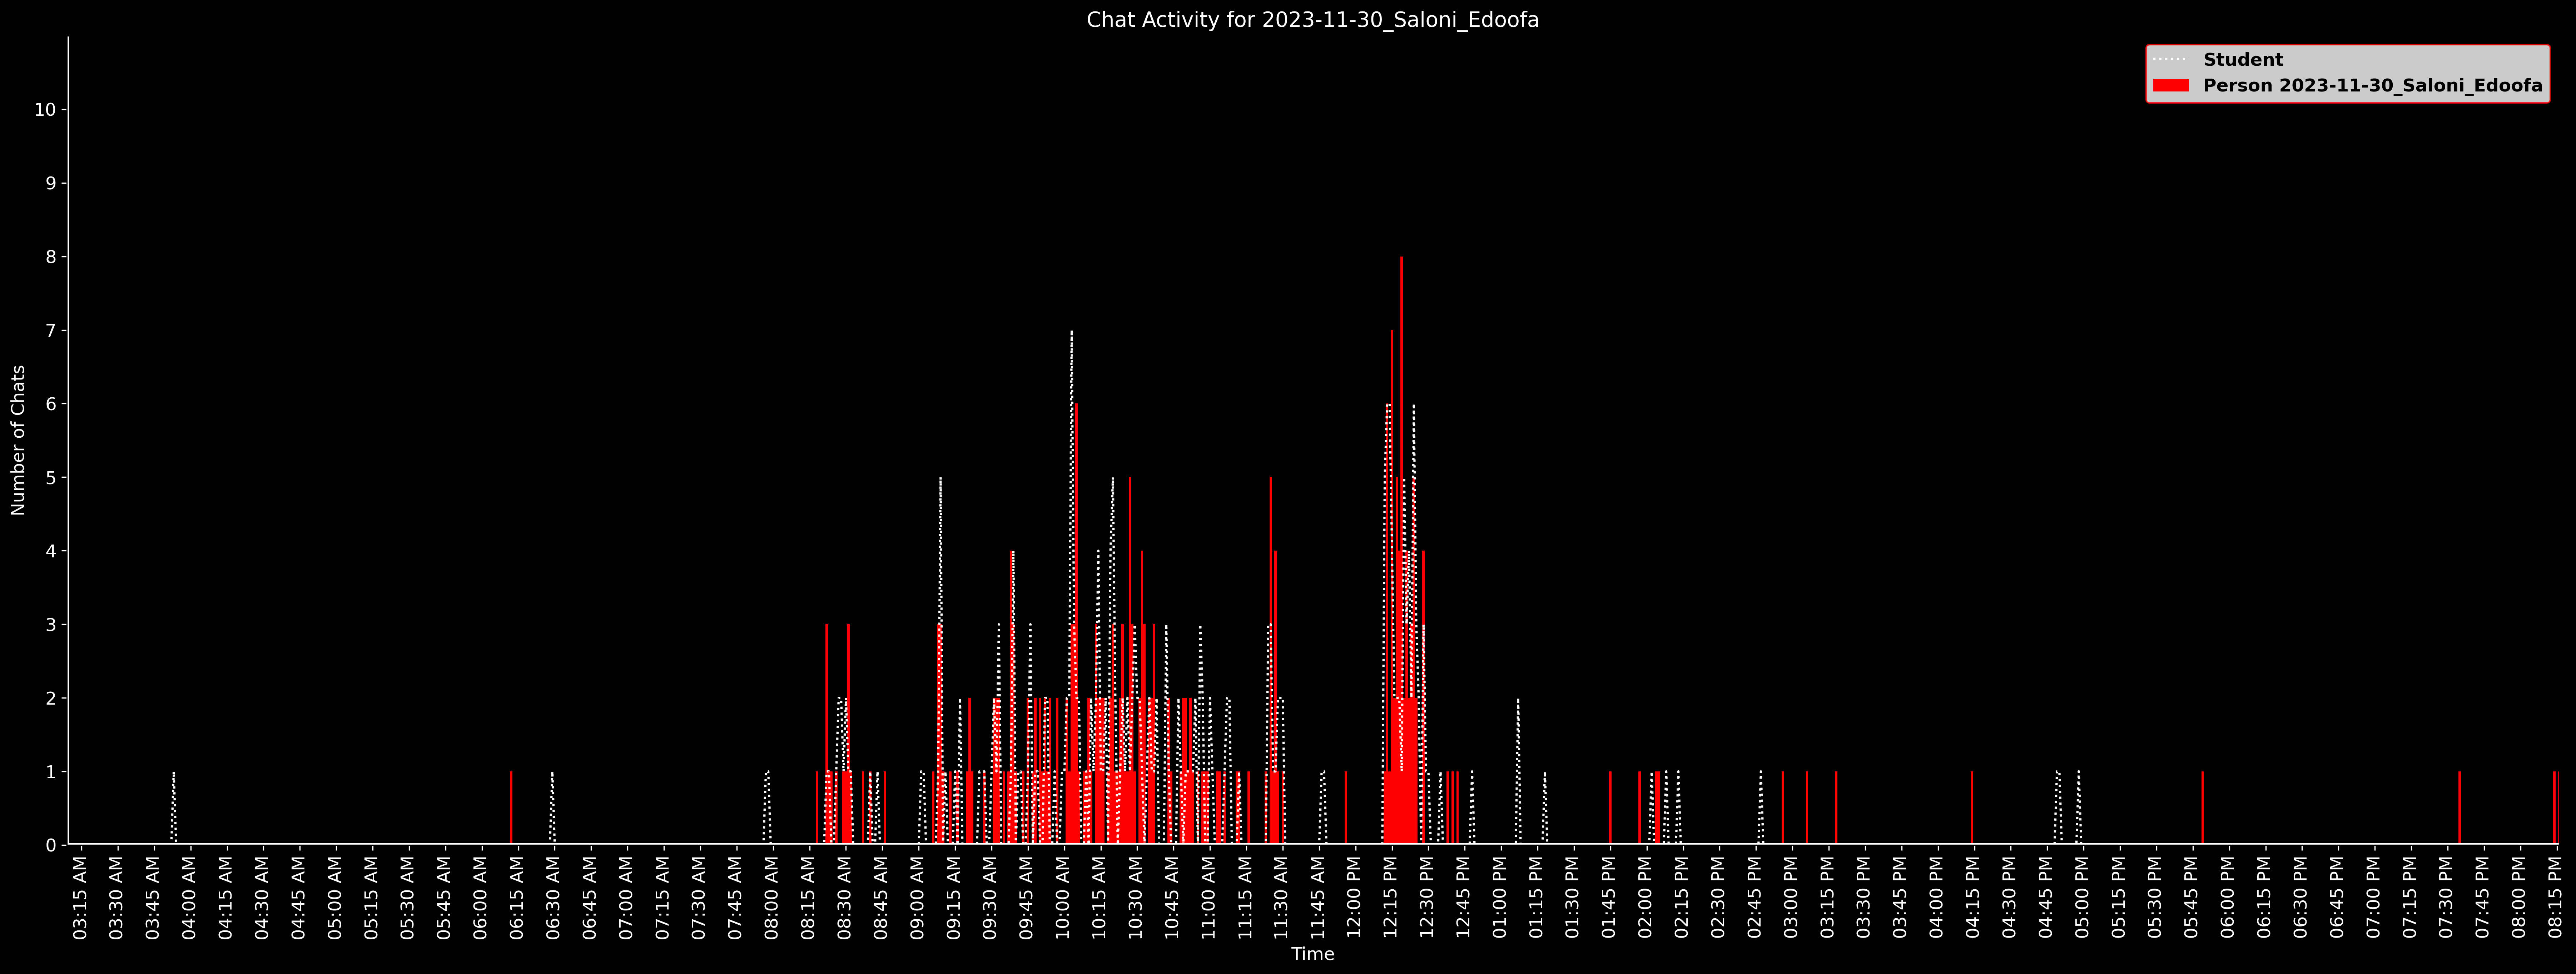 Chat Activity for 2023-11-30_Saloni_Edoofa
Student
Person 2023-11-30_Saloni_Edoofa
Number of Chats
10
9
8
7
6
5
4
3
2
1
0
03:15 AM
03:30 AM
03:45 AM
04:00 AM
04:15 AM
04:30 AM
04:45 AM
05:00 AM
05:15 AM
05:30 AM
05:45 AM
06:00 AM
06:15 AM
06:30 AM
06:45 AM
07:00 AM
07:15 AM
07:30 AM
07:45 AM
08:00 AM
08:15 AM
08:30 AM
08:45 AM
09:00 AM
09:15 AM
09:30 AM
09:45 AM
10:00 AM
10:15 AM
10:30 AM
10:45 AM
11:00 AM
11:15 AM
11:30 AM
11:45 AM
12:00 PM
12:15 PM
12:30 PM
12:45 PM
01:00 PM
01:15 PM
01:30 PM
01:45 PM
02:00 PM
02:15 PM
02:30 PM
02:45 PM
03:00 PM
03:15 PM
03:30 PM
03:45 PM
04:00 PM
04:15 PM
04:30 PM
04:45 PM
05:00 PM
05:15 PM
05:30 PM
05:45 PM
06:00 PM
06:15 PM
06:30 PM
06:45 PM
07:00 PM
07:15 PM
07:30 PM
07:45 PM
08:00 PM
08:15 PM
Time